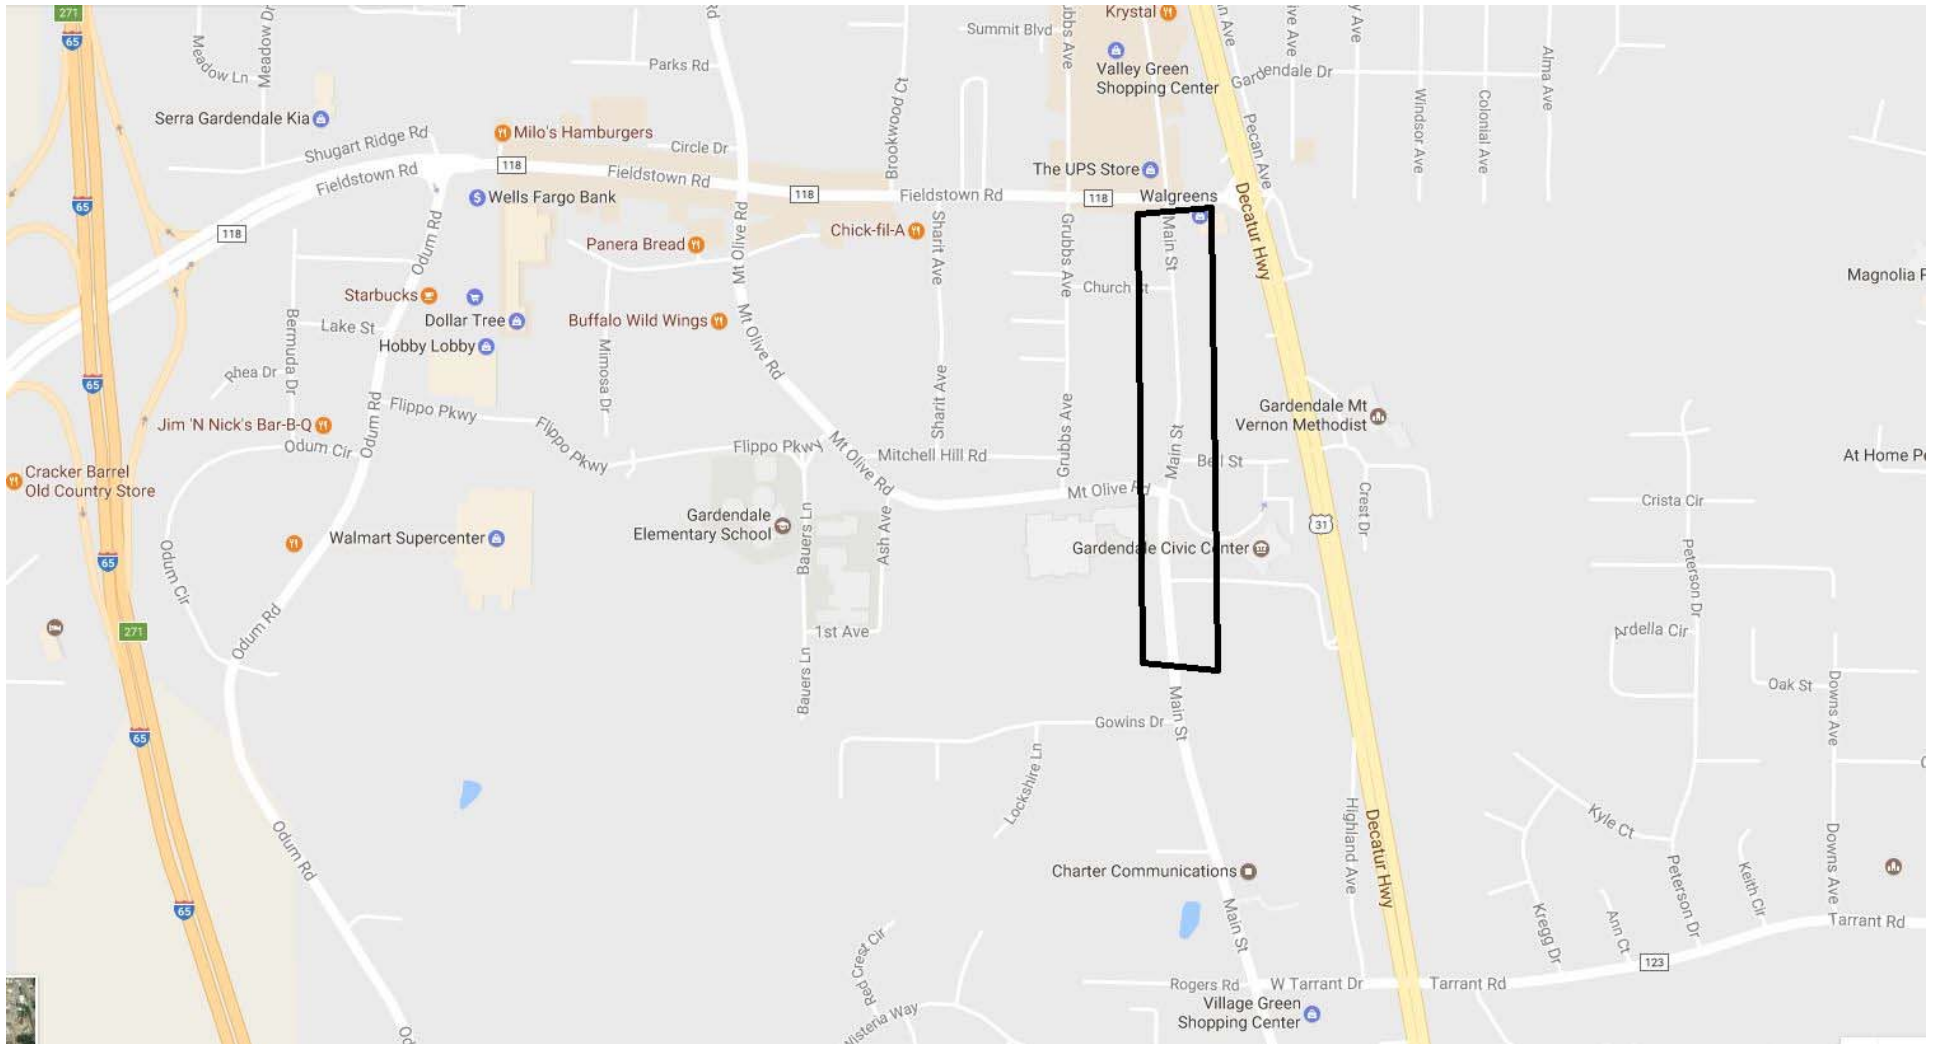 271
65
Meadow Ln
Meadow Dr
Serra Gardendale Kia
Shugart Ridge Rd
Fieldstown Rd
118
Milo's Hamburgers
Wells Fargo Bank
Parks Rd
Rd
Circle Dr
Fieldstown Rd
118
Brookwood Ct
Fieldstown Rd
118
Summit Blvd
Grubbs Ave
Krystal
Valley Green
Shopping Center
The UPS Store
Walgreens
Gardendale Dr
Pecan Ave
Decatur Hwy
Windsor Ave
Colonial Ave
Alma Ave
65
118
Odum Rd
Panera Bread
Mt Olive Rd
Chick-fil-A
Sharit Ave
Grubbs Ave
Main St
Church St
Magnolia
Starbucks
Dollar Tree
Hobby Lobby
Lake St
Bermuda Dr
Buffalo Wild Wings
Mimosa Dr
Mt Olive Rd
65
Rhea Dr
Jim 'N Nick's Bar-B-Q
Odum Cir
Odum Rd
Flippo Pkwy
Flippo Pkwy
Flippo Pkwy
Mt Olive Rd
Sharit Ave
Mitchell Hill Rd
Grubbs Ave
Main St
Bell St
Gardendale Mt
Vernon Methodist
At Home
Cracker Barrel
Old Country Store
Mt Olive Rd
Crest Dr
31
Crista Cir
Walmart Supercenter
Gardendale
Elementary School
Bauers Ln
Ash Ave
Gardendale Civic Center
65
Odum Cir
Odum Rd
271
1st Ave
Bauers Ln
Peterson Dr
Ardella Cir
Oak St
Downs Ave
65
Main St
Gowins Dr
Lockshire Ln
Highland Ave
Decatur Hwy
Kyle Ct
Downs Ave
Odum Rd
Charter Communications
Peterson Dr
Keith Cir
65
Main St
Red Crest Cir
Kregg Dr
Ann Ct
Tarrant Rd
123
Rogers Rd
W Tarrant Dr
Tarrant Rd
Village Green
Shopping Center
Wisteria Way